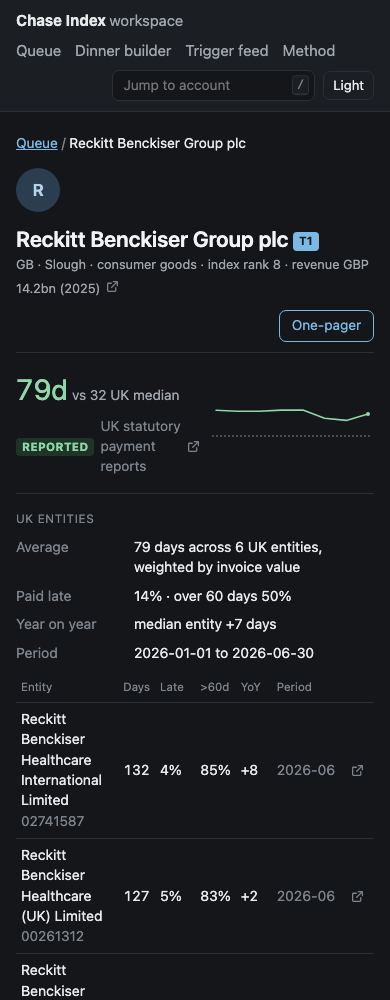 Chase Index workspace
Queue Dinner builder Trigger feed Method
Jump to account /
Light
Queue / Reckitt Benckiser Group plc
R
Reckitt Benckiser Group plc T1
GB · Slough · consumer goods · index rank 8 · revenue GBP
14.2bn (2025)
One-pager
79d vs 32 UK median
REPORTED
UK statutory
payment
reports
UK ENTITIES
Average 79 days across 6 UK entities,
weighted by invoice value
Paid late 14% · over 60 days 50%
Year on year median entity +7 days
Period 2026-01-01 to 2026-06-30
Entity Days Late >60d YoY Period
Reckitt
Benckiser
Healthcare
International
Limited
02741587
132 4% 85% +8 2026-06
Reckitt
Benckiser
Healthcare
(UK) Limited
00261312
127 5% 83% +2 2026-06
Reckitt
Benckiser